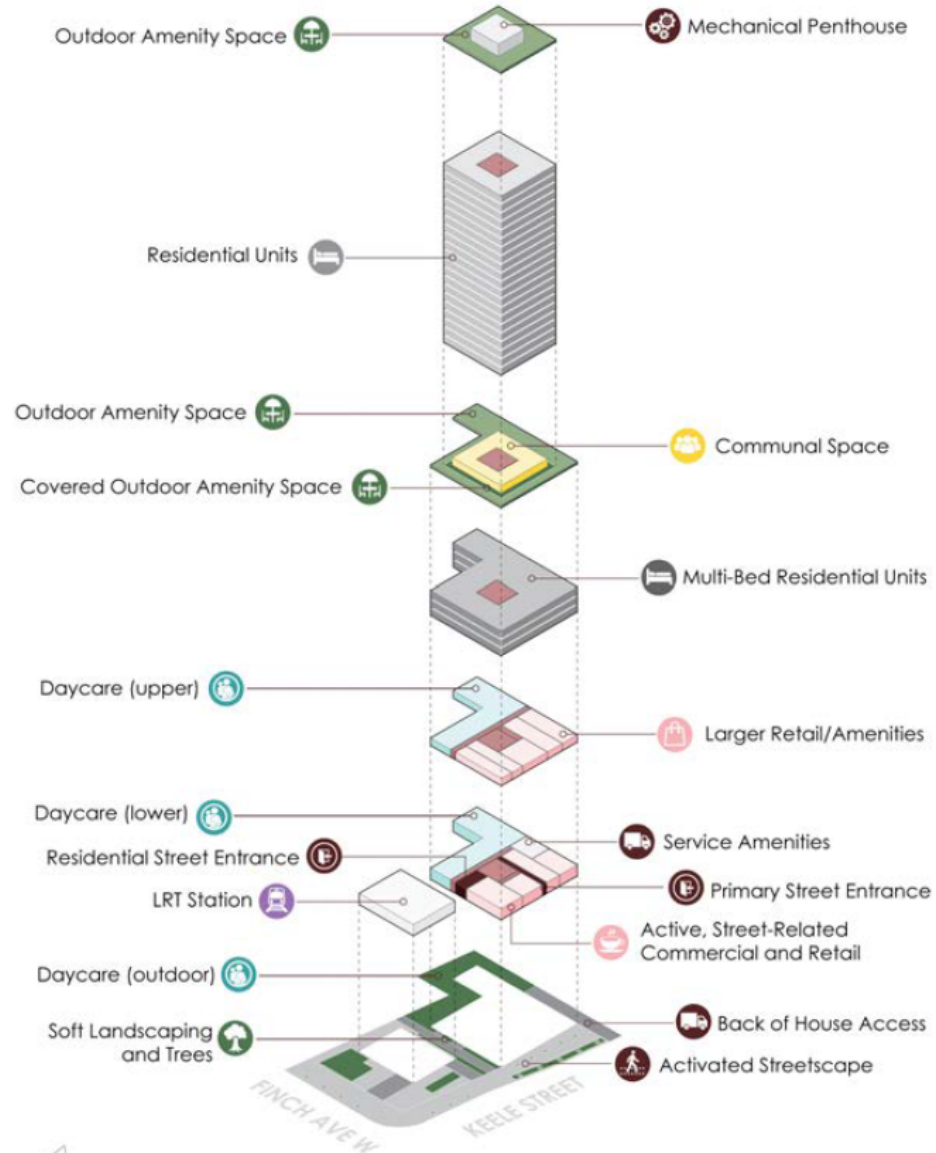 Outdoor Amenity Space
Mechanical Penthouse
Residential Units
Outdoor Amenity Space
Communal Space
Covered Outdoor Amenity Space
Multi-Bed Residential Units
Daycare (upper)
Larger Retail/Amenities
Daycare (lower)
Service Amenities
Residential Street Entrance
Primary Street Entrance
LRT Station
Active, Street-Related
Commercial and Retail
Daycare (outdoor)
Back of House Access
Soft Landscaping
and Trees
Activated Streetscape
FINCH AVE W
KEELE STREET